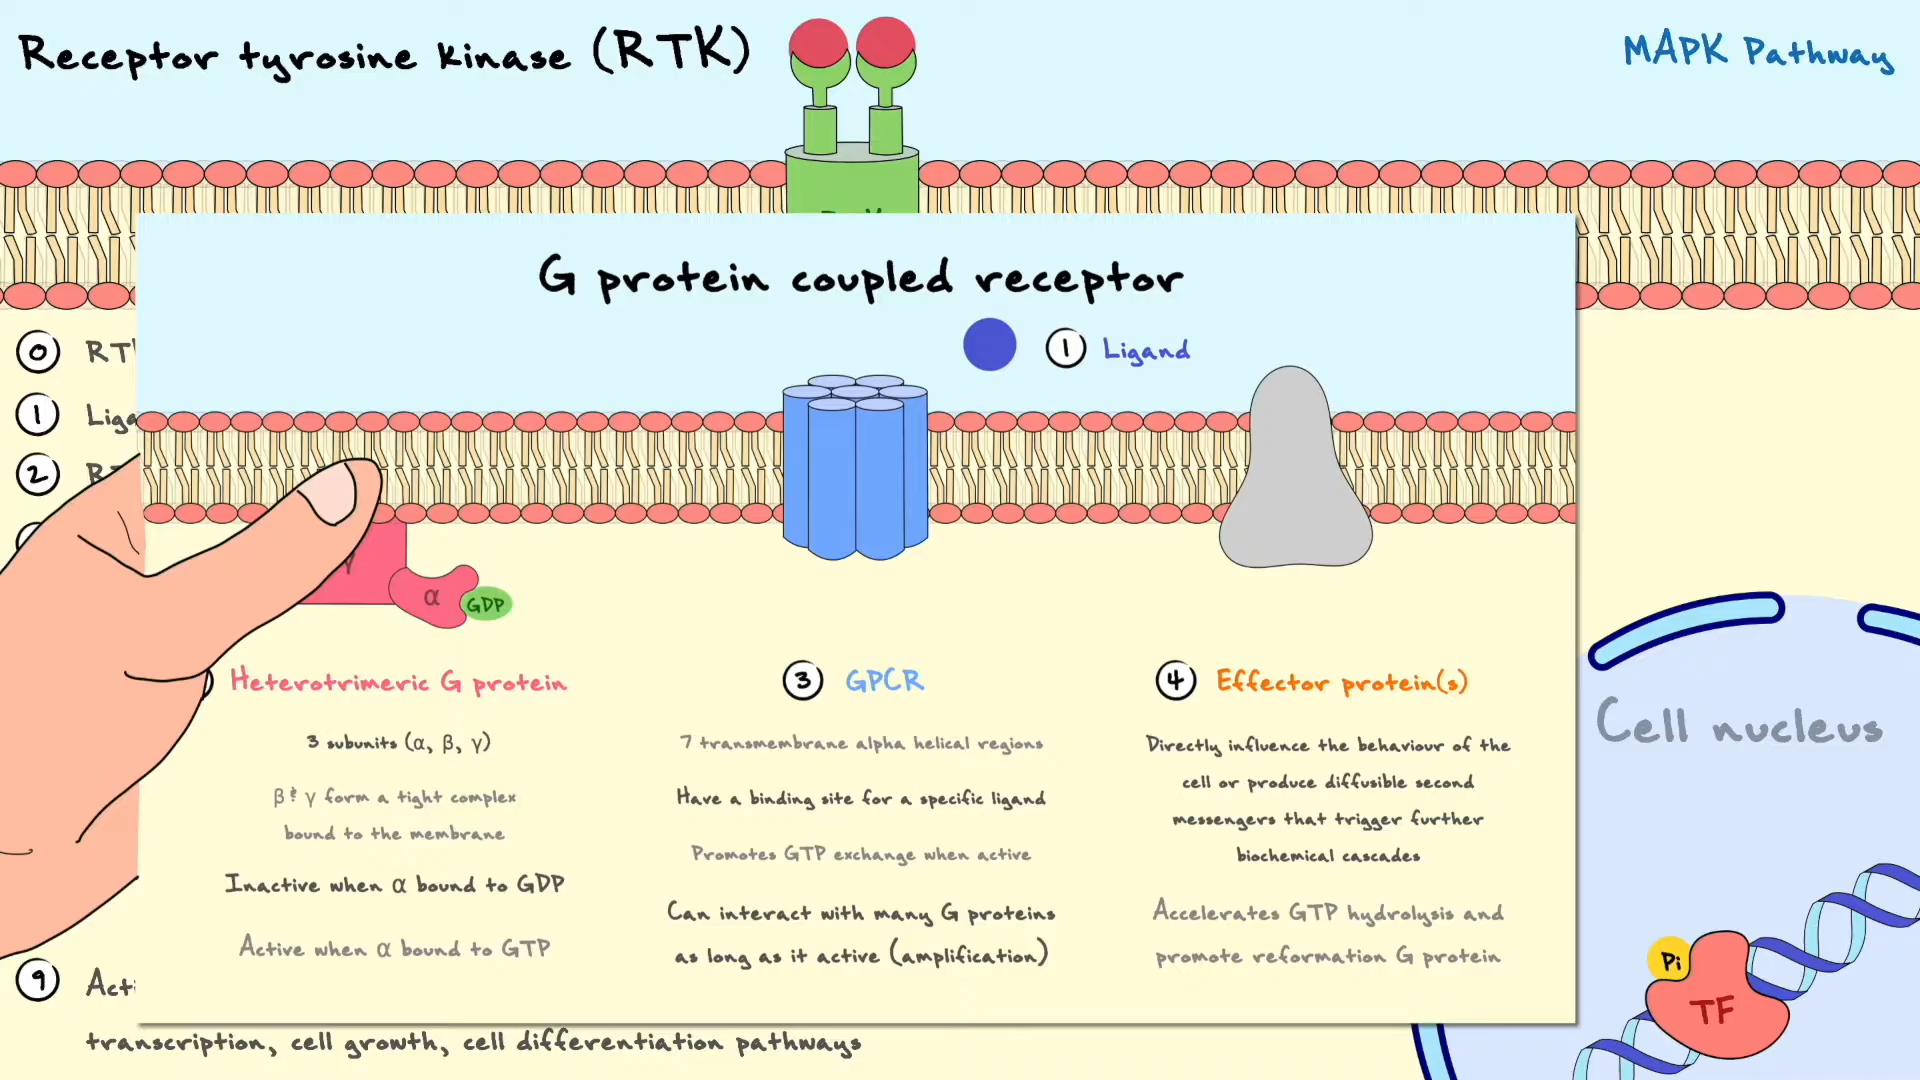 Receptor tyrosine kinase (RTK)
MAPK Pathway
G protein coupled receptor
1 Ligand
0
1
2
α
GDP
Heterotrimeric G protein
3 subunits (α, β, γ)
β & γ form a tight complex
bound to the membrane
Inactive when α bound to GDP
Active when α bound to GTP
3 GPCR
7 transmembrane alpha helical regions
Have a binding site for a specific ligand
Promotes GTP exchange when active
Can interact with many G proteins
as long as it active (amplification)
4 Effector protein(s)
Directly influence the behaviour of the
cell or produce diffusible second
messengers that trigger further
biochemical cascades
Accelerates GTP hydrolysis and
promote reformation G protein
Cell nucleus
Pi
TF
9
transcription, cell growth, cell differentiation pathways